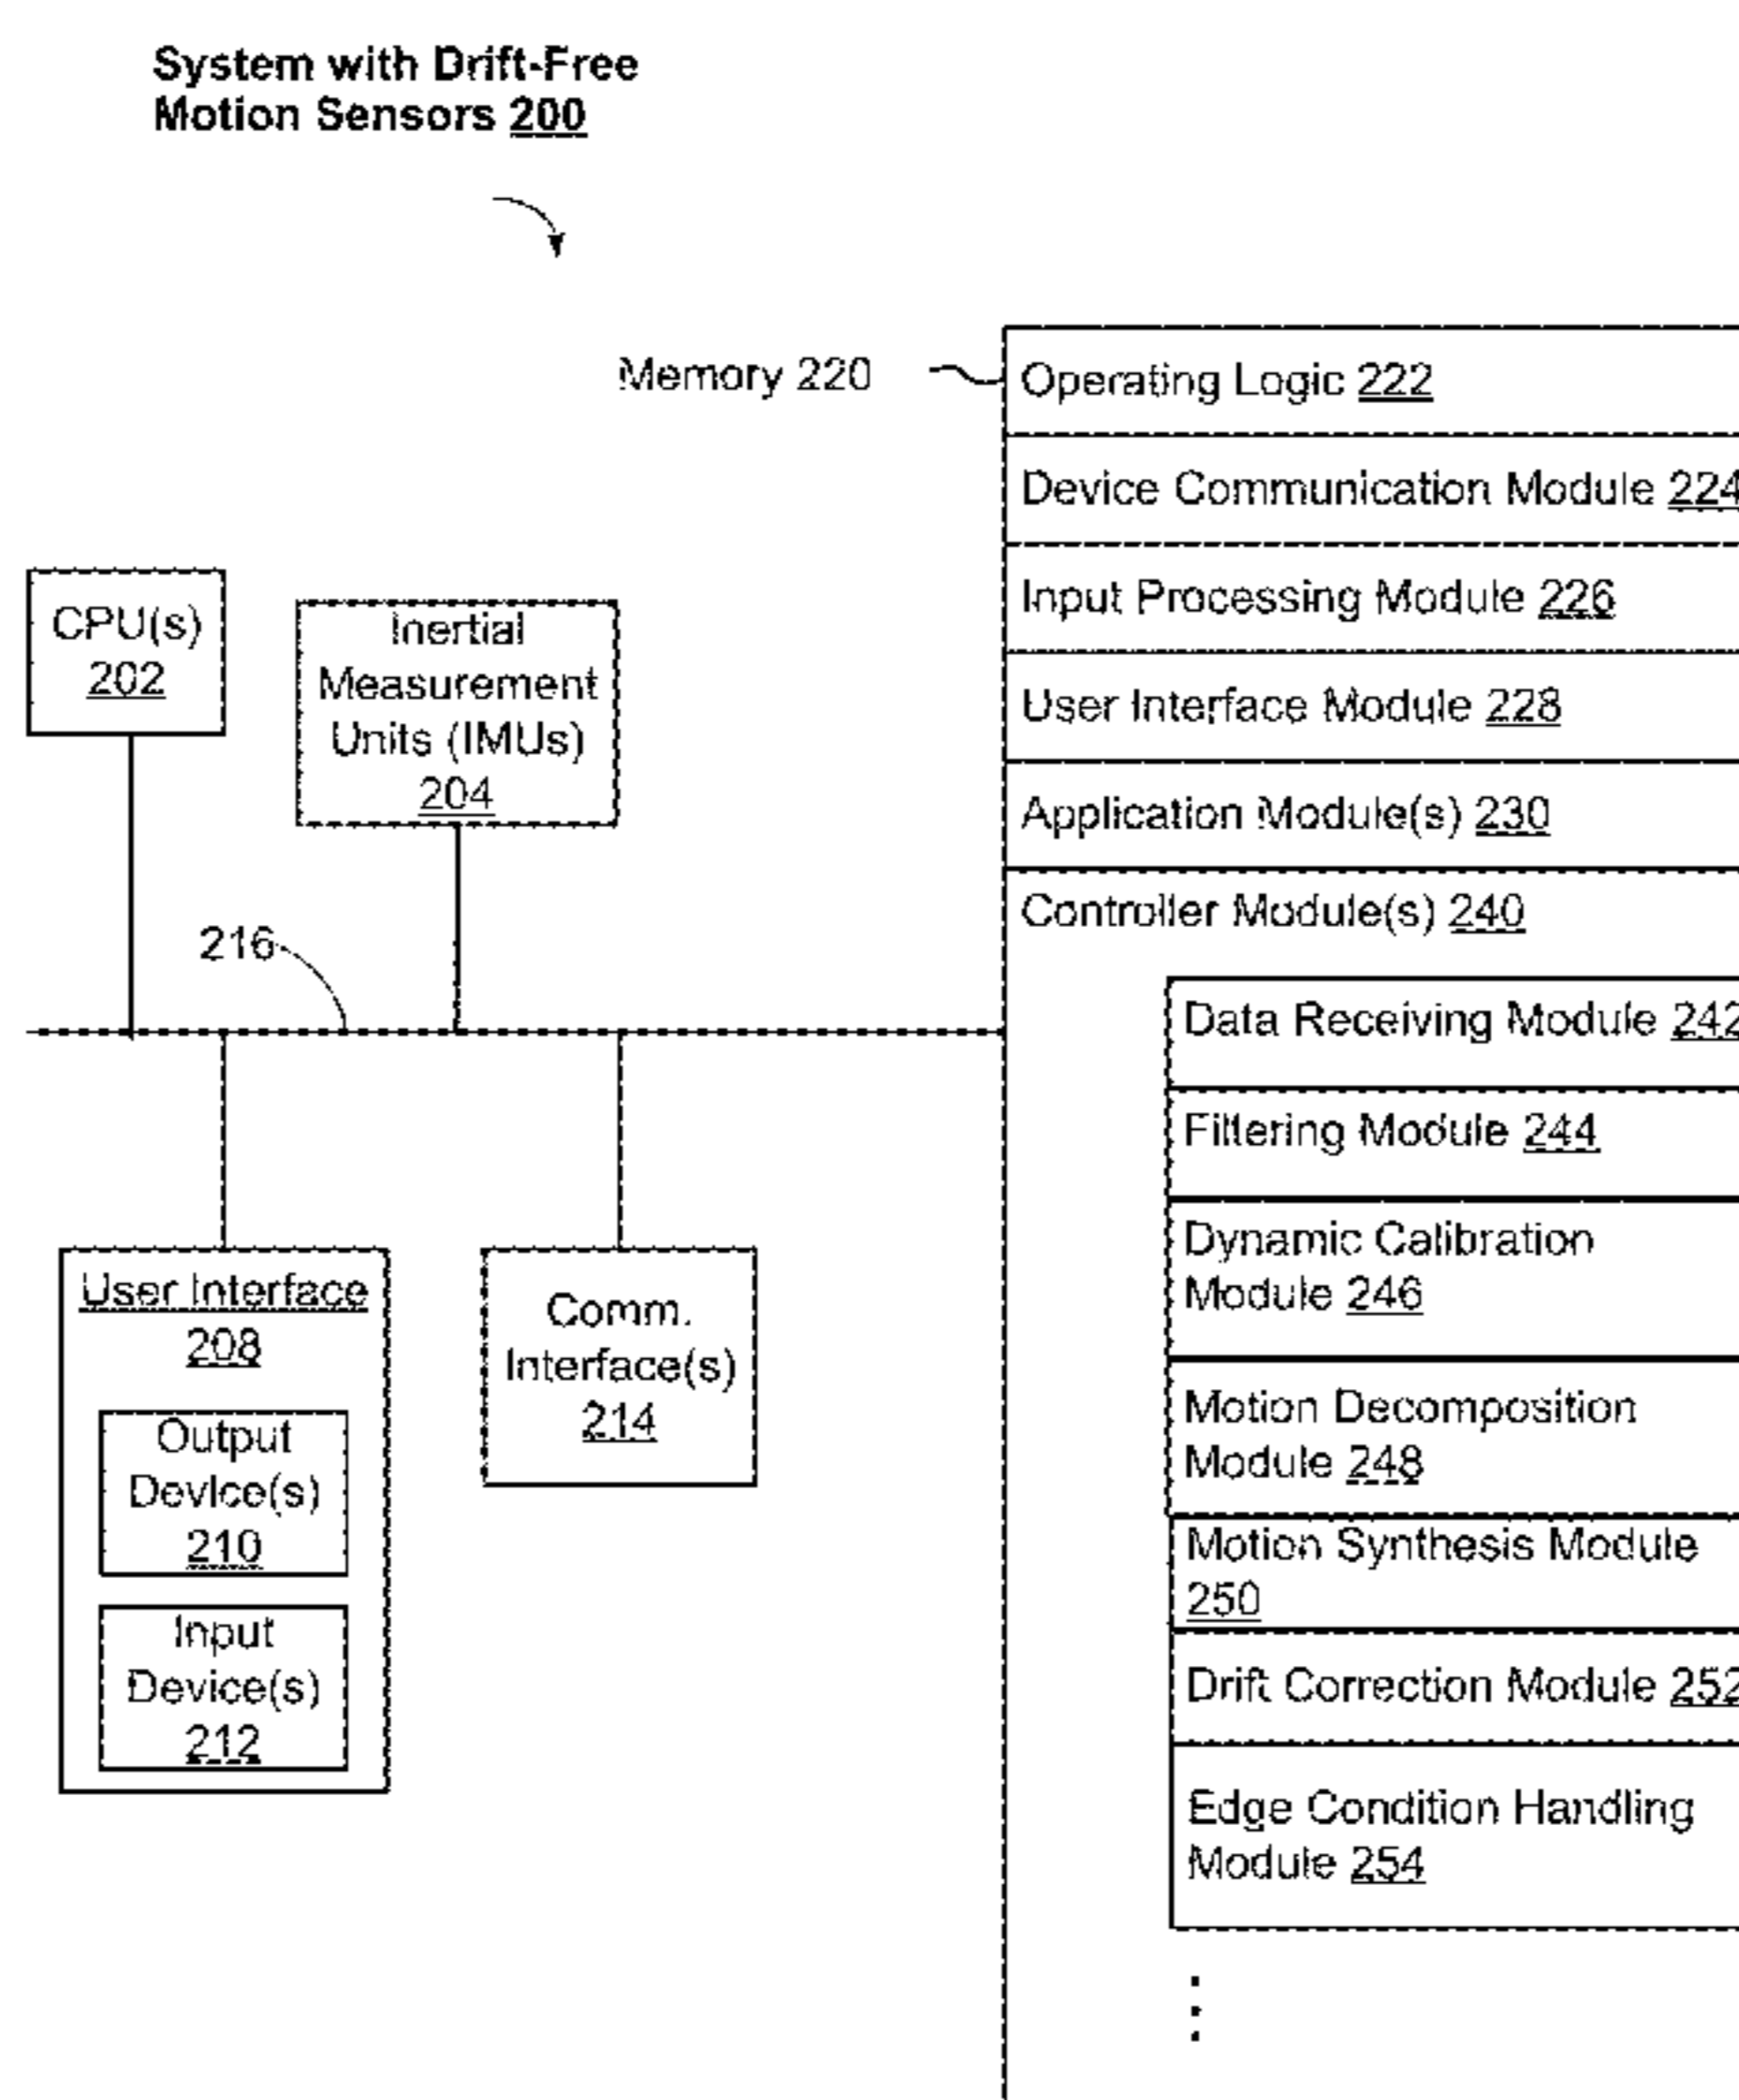 System with Drift-Free
Motion Sensors 200
Memory 220
Operating Logic 222
Device Communication Module 224
Input Processing Module 226
User Interface Module 228
Application Module(s) 230
Controller Module(s) 240
Data Receiving Module 242
Filtering Module 244
Dynamic Calibration
Module 246
Motion Decomposition
Module 248
Motion Synthesis Module
250
Drift Correction Module 252
Edge Condition Handling
Module 254
CPU(s)
202
Inertial
Measurement
Units (IMUs)
204
216
User Interface
208
Output
Device(s)
210
Input
Device(s)
212
Comm.
Interface(s)
214